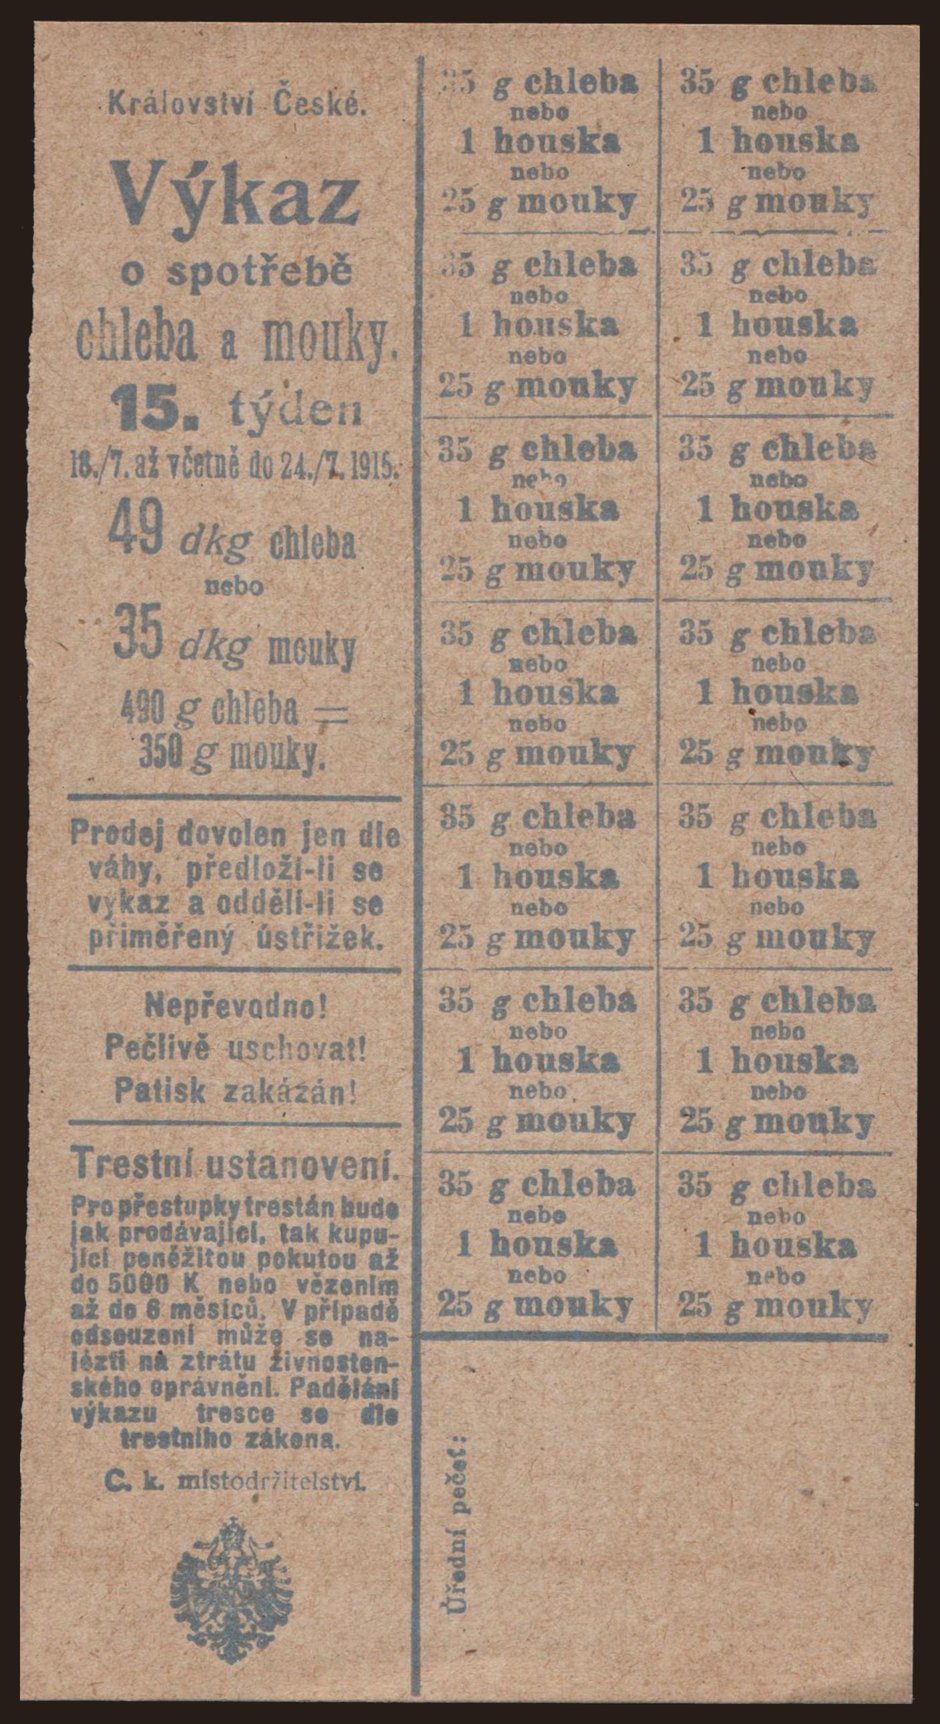 Království České.
Výkaz
o spotřebě
chleba a mouky.
15. týden
18./7. až včetně do 24./7. 1915.
49 dkg chleba
nebo
35 dkg mouky
490 g chleba =
350 g mouky.
Prodej dovolen jen dle
váhy, předloží-li se
výkaz a oddělí-li se
přiměřený ústřižek.
Nepřevodno!
Pečlivě uschovat!
Patisk zakázán!
Trestní ustanovení.
Pro přestupky trestán bude
jak prodávající, tak kupu-
jící peněžitou pokutou až
do 5000 K nebo vězením
až do 6 měsíců. V případě
odsouzení může se na-
lézti na ztrátu živnosten-
ského oprávnění. Padělání
výkazu tresce se dle
trestního zákona.
C. k. místodržitelství.
35 g chleba
nebo
1 houska
nebo
25 g mouky
35 g chleba
nebo
1 houska
nebo
25 g mouky
35 g chleba
nebo
1 houska
nebo
25 g mouky
35 g chleba
nebo
1 houska
nebo
25 g mouky
35 g chleba
nebo
1 houska
nebo
25 g mouky
35 g chleba
nebo
1 houska
nebo
25 g mouky
35 g chleba
nebo
1 houska
nebo
25 g mouky
35 g chleba
nebo
1 houska
nebo
25 g mouky
35 g chleba
nebo
1 houska
nebo
25 g mouky
35 g chleba
nebo
1 houska
nebo
25 g mouky
35 g chleba
nebo
1 houska
nebo
25 g mouky
35 g chleba
nebo
1 houska
nebo
25 g mouky
35 g chleba
nebo
1 houska
nebo
25 g mouky
35 g chleba
nebo
1 houska
nebo
25 g mouky
Úřední pečeť: